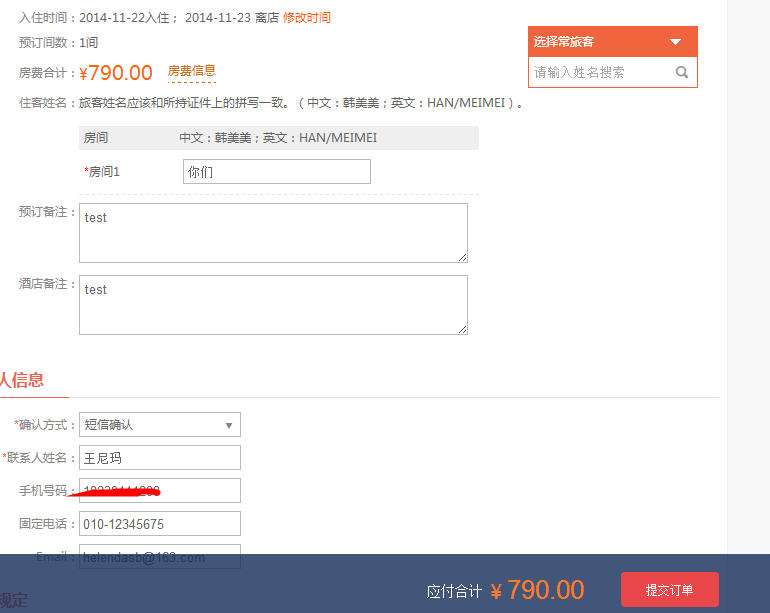 入住时间：2014-11-22入住； 2014-11-23 离店 修改时间
预订间数：1间
房费合计：¥790.00 房费信息
选择常旅客
请输入姓名搜索
住客姓名：旅客姓名应该和所持证件上的拼写一致。（中文：韩美美；英文：HAN/MEIMEI）。
房间 中文：韩美美；英文：HAN/MEIMEI
*房间1 你们
预订备注： test
酒店备注： test
人信息
*确认方式： 短信确认
*联系人姓名： 王尼玛
手机号码：
固定电话： 010-12345675
Email： helendasb@163.com
应付合计 ¥790.00 提交订单
规定